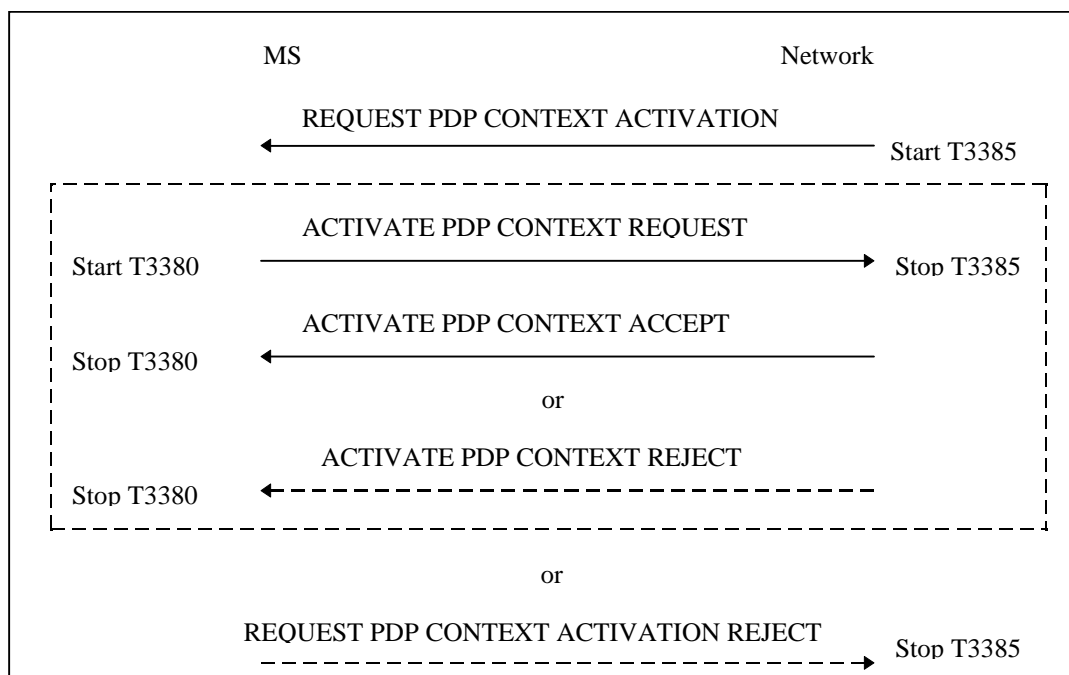 MS Network
REQUEST PDP CONTEXT ACTIVATION
Start T3385
ACTIVATE PDP CONTEXT REQUEST
Start T3380 Stop T3385
ACTIVATE PDP CONTEXT ACCEPT
Stop T3380
or
ACTIVATE PDP CONTEXT REJECT
Stop T3380
or
REQUEST PDP CONTEXT ACTIVATION REJECT
Stop T3385